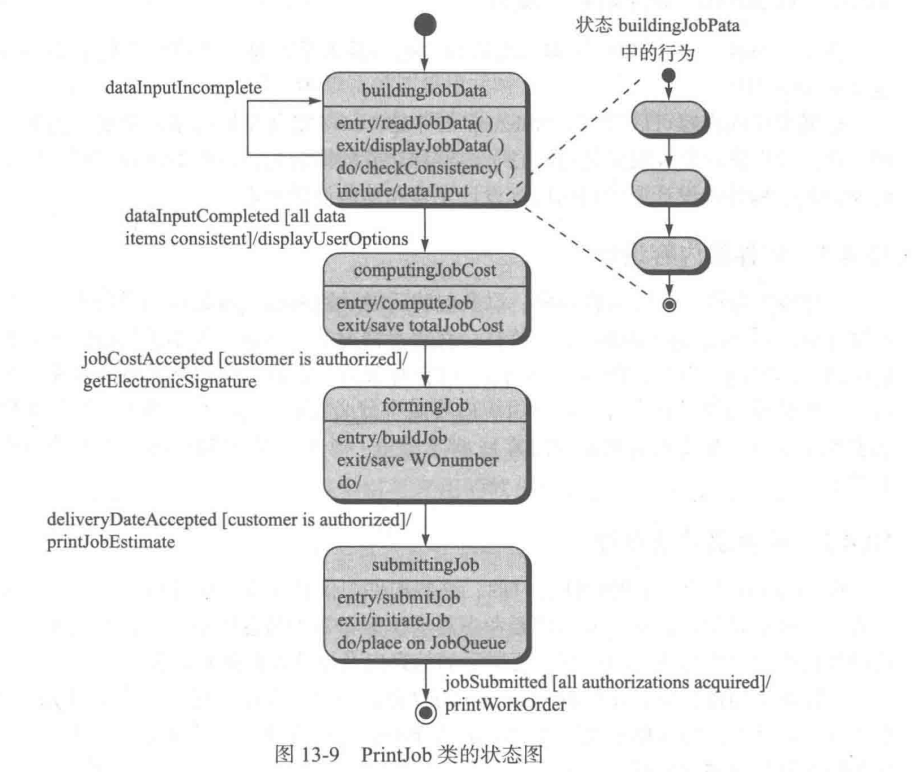 状态 buildingJobPata
中的行为
dataInputIncomplete
buildingJobData
entry/readJobData( )
exit/displayJobData( )
do/checkConsistency( )
include/dataInput
dataInputCompleted [all data
items consistent]/displayUserOptions
computingJobCost
entry/computeJob
exit/save totalJobCost
jobCostAccepted [customer is authorized]/
getElectronicSignature
formingJob
entry/buildJob
exit/save WOnumber
do/
deliveryDateAccepted [customer is authorized]/
printJobEstimate
submittingJob
entry/submitJob
exit/initiateJob
do/place on JobQueue
jobSubmitted [all authorizations acquired]/
printWorkOrder
图 13-9 PrintJob 类的状态图